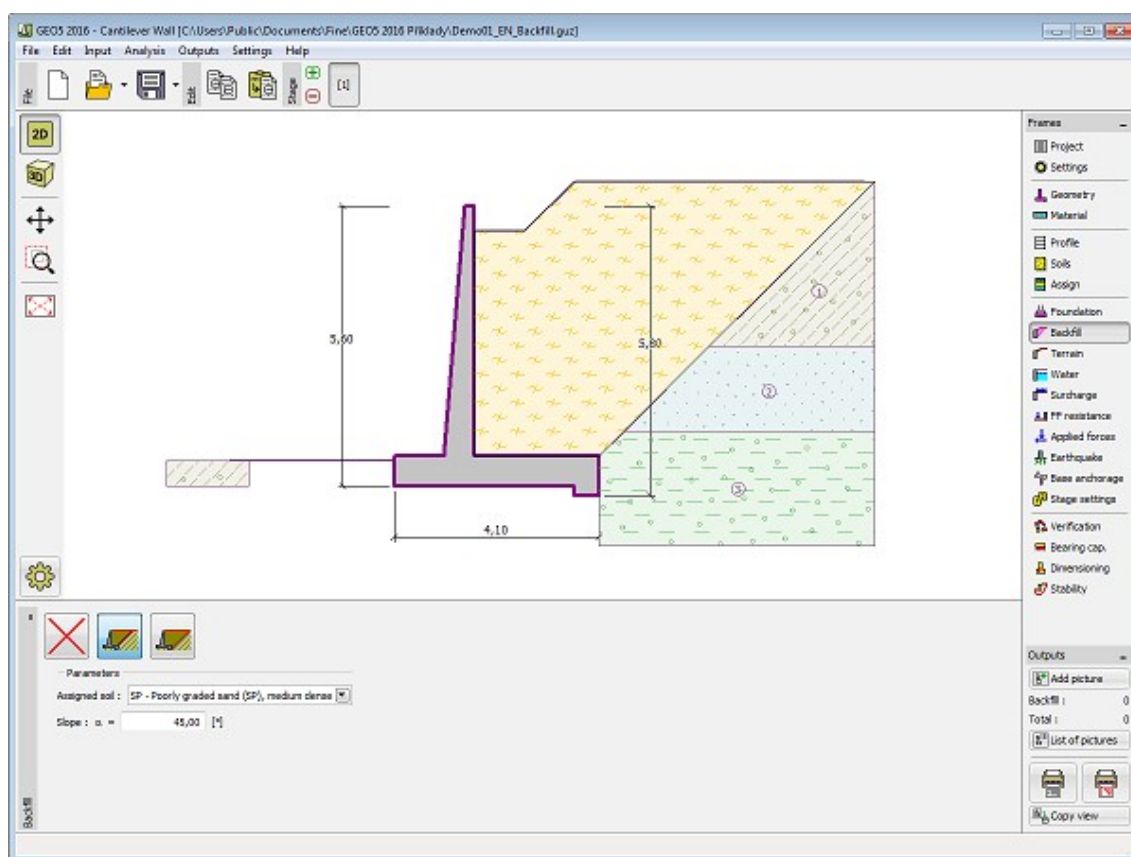 GEO5 2016 - Cantilever Wall [C:\Users\Public\Documents\Fine\GEO5 2016 Příklady\Demo01_EN_Backfill.guz]
File Edit Input Analysis Outputs Settings Help
File
Edit
Stage
[1]
2D
3D
5,60
5,80
4,10
1
2
3
Frames
Project
Settings
Geometry
Material
Profile
Soils
Assign
Foundation
Backfill
Terrain
Water
Surcharge
FF resistance
Applied forces
Earthquake
Base anchorage
Stage settings
Verification
Bearing cap.
Dimensioning
Stability
Backfill
Parameters
Assigned soil : SP - Poorly graded sand (SP), medium dense
Slope : α = 45,00 [°]
Outputs
Add picture
Backfill : 0
Total : 0
List of pictures
Copy view